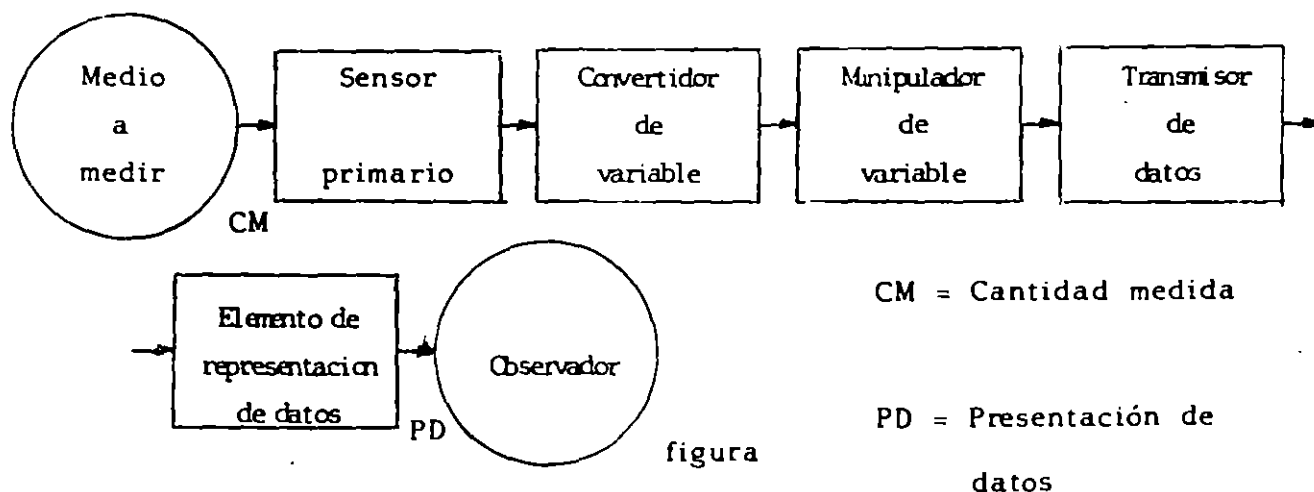 Medio
a
medir
Sensor
primario
Convertidor
de
variable
Manipulador
de
variable
Transmisor
de
datos
CM
Elemento de
representacion
de datos
PD
Observador
figura
CM = Cantidad medida
PD = Presentación de
datos